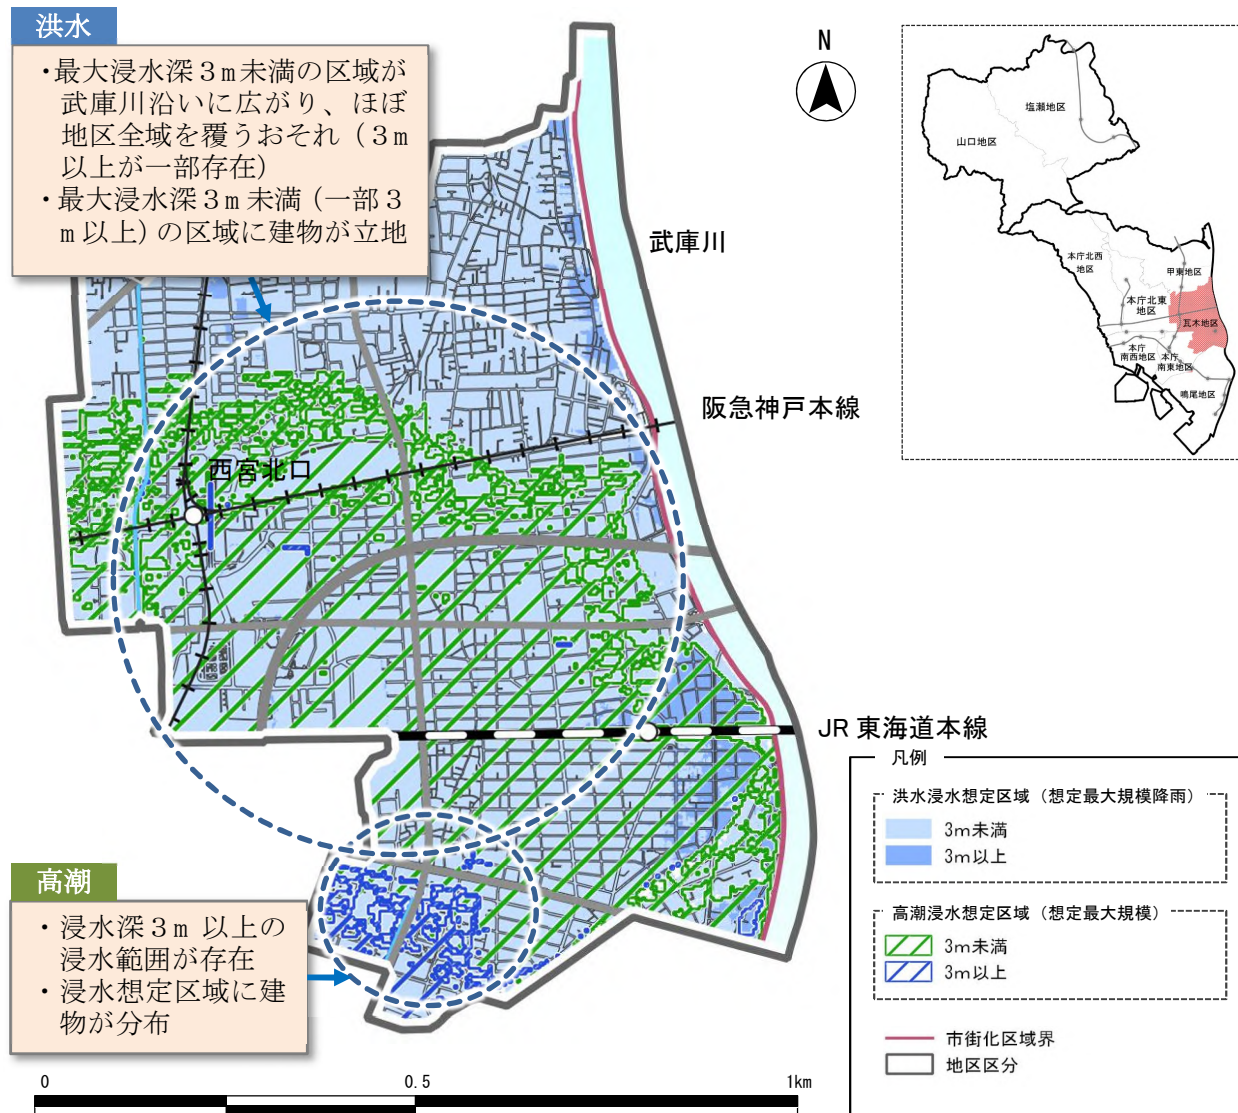 洪水
・最大浸水深３ｍ未満の区域が
武庫川沿いに広がり、ほぼ
地区全域を覆うおそれ（３ｍ
以上が一部存在）
・最大浸水深３ｍ未満（一部３
ｍ以上）の区域に建物が立地
N
塩瀬地区
山口地区
本庁北西
地区
甲東地区
本庁北東
地区
瓦木地区
本庁
南西地区
本庁
南東地区
鳴尾地区
武庫川
阪急神戸本線
西宮北口
JR 東海道本線
高潮
・浸水深３ｍ 以上の
浸水範囲が存在
・浸水想定区域に建
物が分布
凡例
洪水浸水想定区域（想定最大規模降雨）
3m未満
3m以上
高潮浸水想定区域（想定最大規模）
3m未満
3m以上
市街化区域界
地区区分
0 0.5 1km